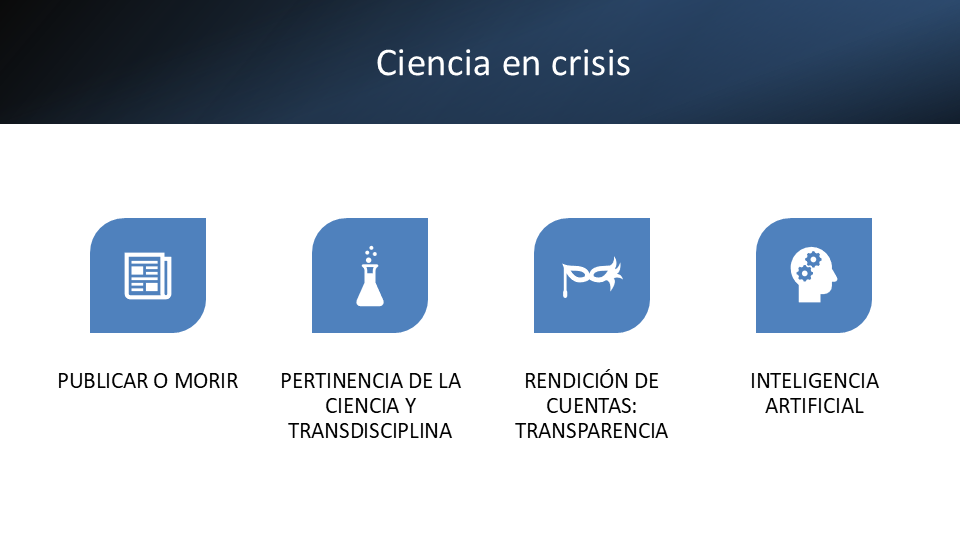 Ciencia en crisis
PUBLICAR O MORIR
PERTINENCIA DE LA
CIENCIA Y
TRANSDISCIPLINA
RENDICIÓN DE
CUENTAS:
TRANSPARENCIA
INTELIGENCIA
ARTIFICIAL